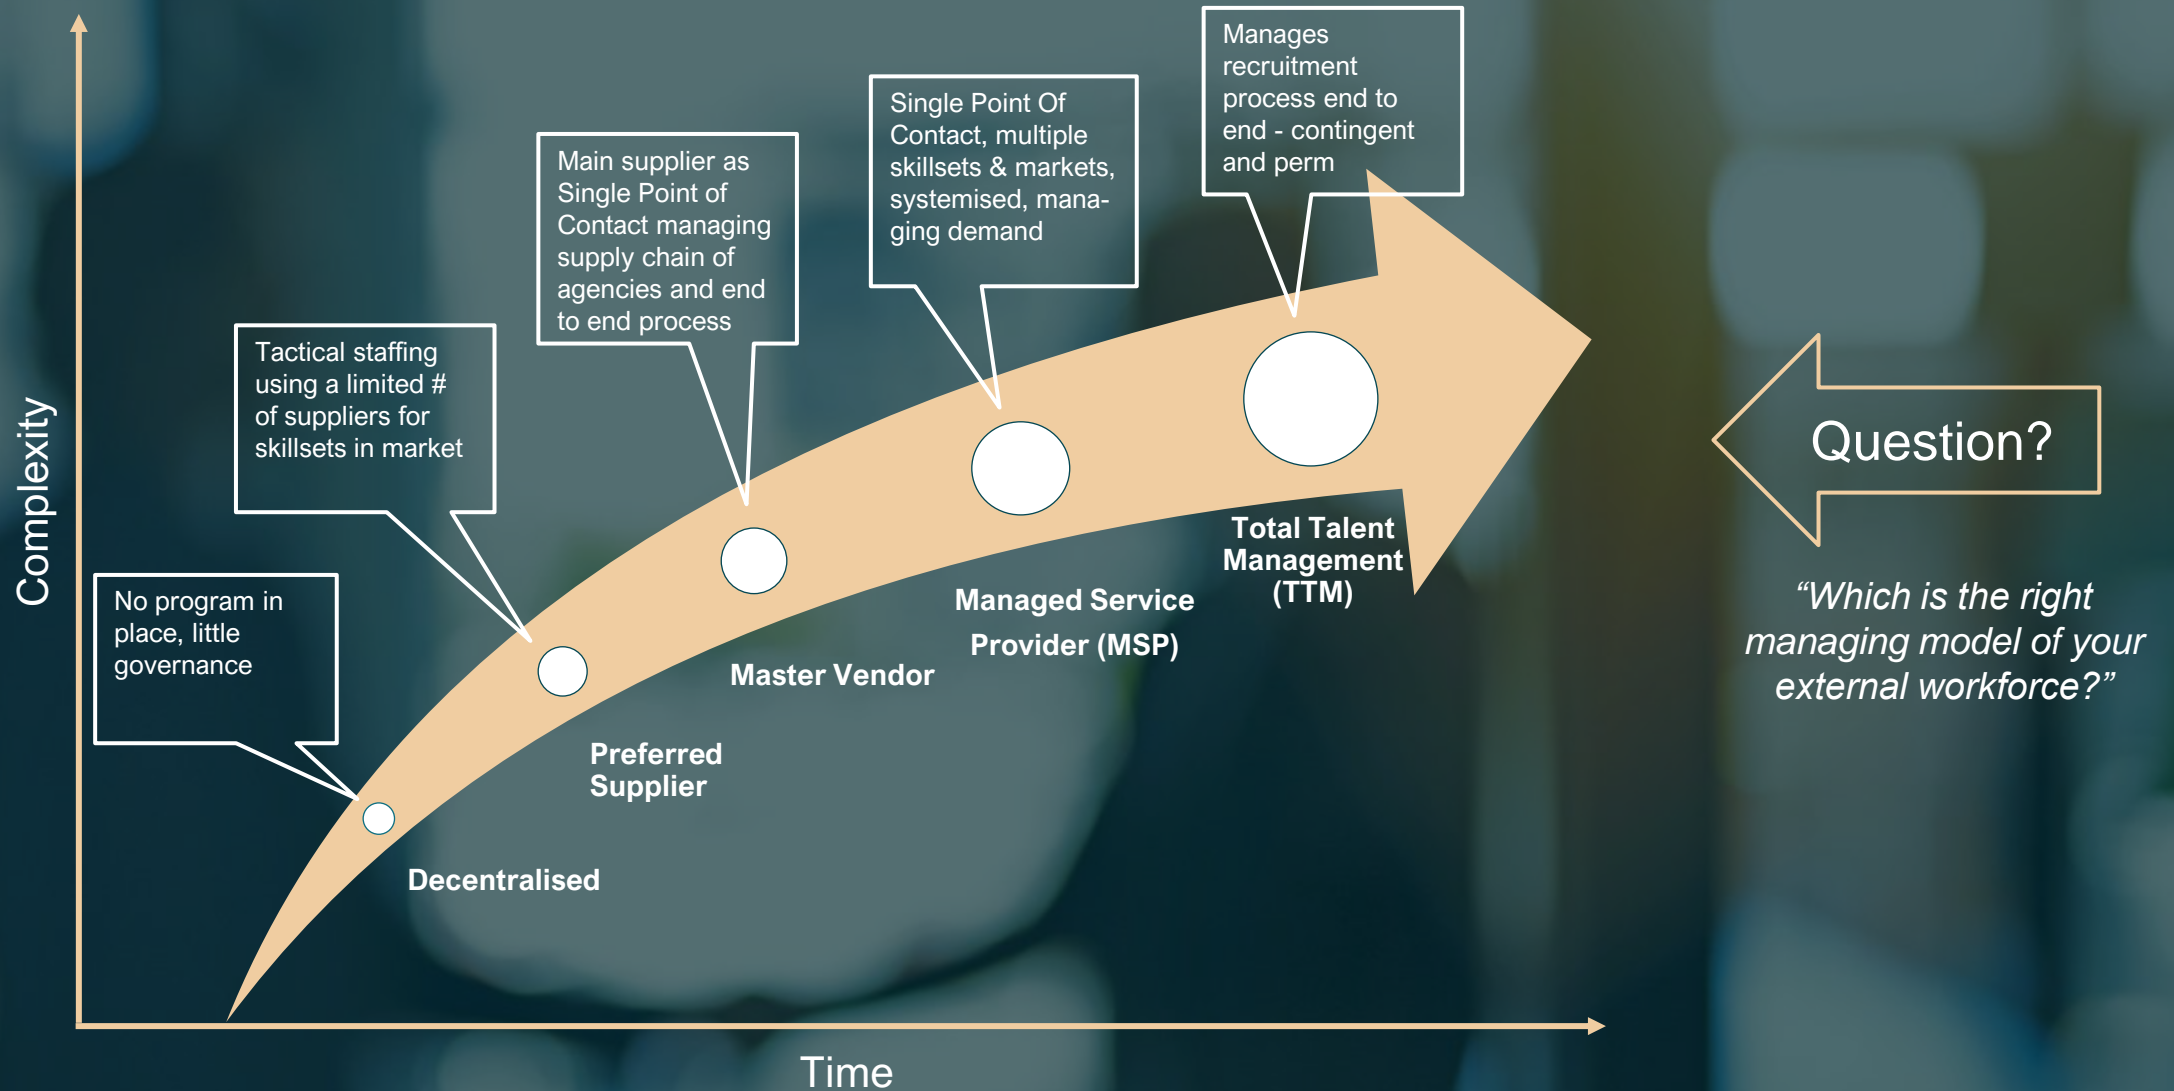 Complexity
No program in
place, little
governance
Decentralised
Tactical staffing
using a limited #
of suppliers for
skillsets in market
Preferred
Supplier
Main supplier as
Single Point of
Contact managing
supply chain of
agencies and end
to end process
Master Vendor
Single Point Of
Contact, multiple
skillsets & markets,
systemised, mana-
ging demand
Managed Service
Provider (MSP)
Manages
recruitment
process end to
end - contingent
and perm
Total Talent
Management
(TTM)
Time
Question?
“Which is the right
managing model of your
external workforce?”